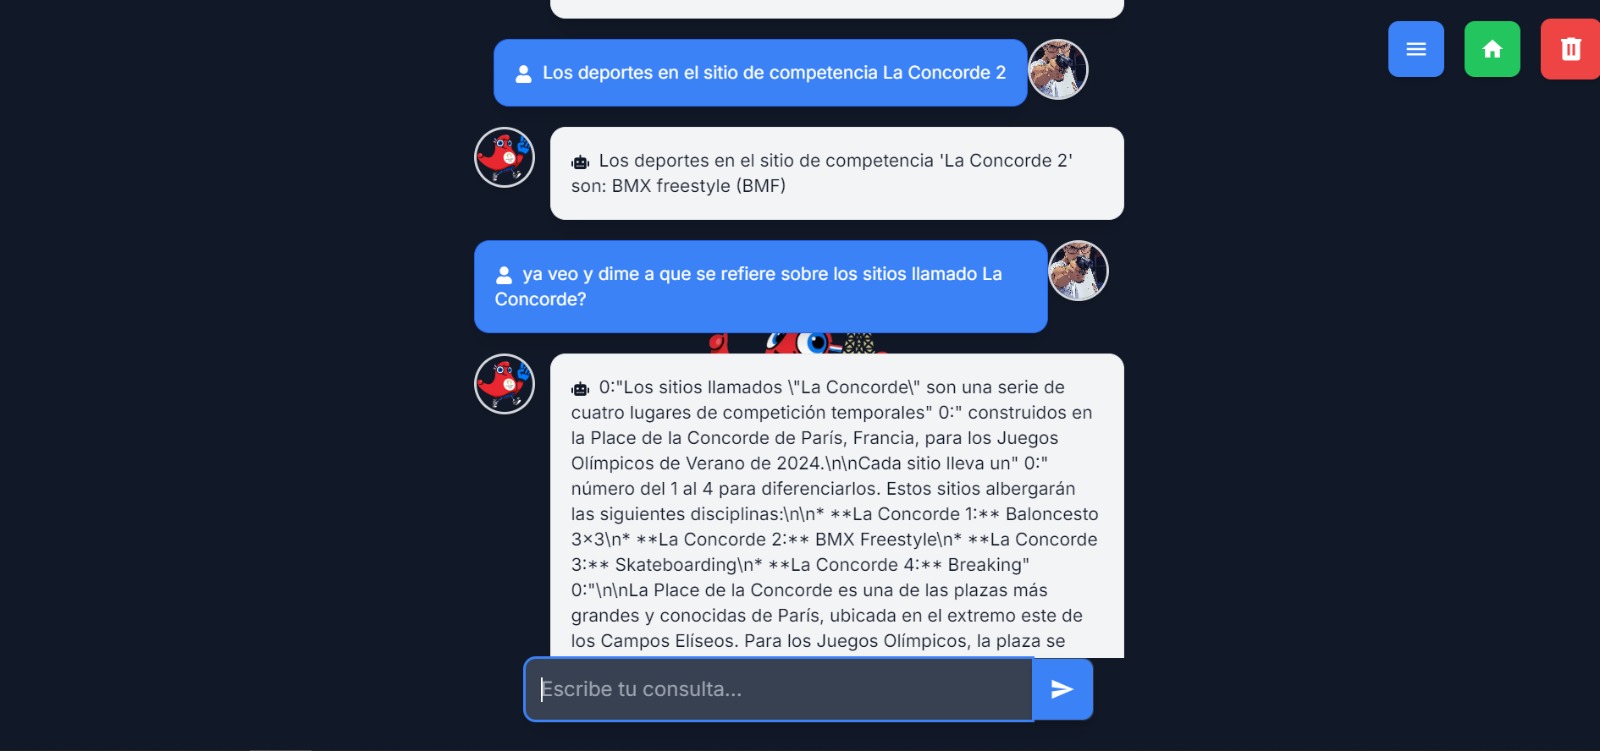 Los deportes en el sitio de competencia La Concorde 2
Los deportes en el sitio de competencia 'La Concorde 2'
son: BMX freestyle (BMF)
ya veo y dime a que se refiere sobre los sitios llamado La
Concorde?
0:"Los sitios llamados \"La Concorde\" son una serie de
cuatro lugares de competición temporales" 0:" construidos en
la Place de la Concorde de París, Francia, para los Juegos
Olímpicos de Verano de 2024.\n\nCada sitio lleva un" 0:"
número del 1 al 4 para diferenciarlos. Estos sitios albergarán
las siguientes disciplinas:\n\n* **La Concorde 1:** Baloncesto
3×3\n* **La Concorde 2:** BMX Freestyle\n* **La Concorde
3:** Skateboarding\n* **La Concorde 4:** Breaking"
0:"\n\nLa Place de la Concorde es una de las plazas más
grandes y conocidas de París, ubicada en el extremo este de
los Campos Elíseos. Para los Juegos Olímpicos, la plaza se
Escribe tu consulta...